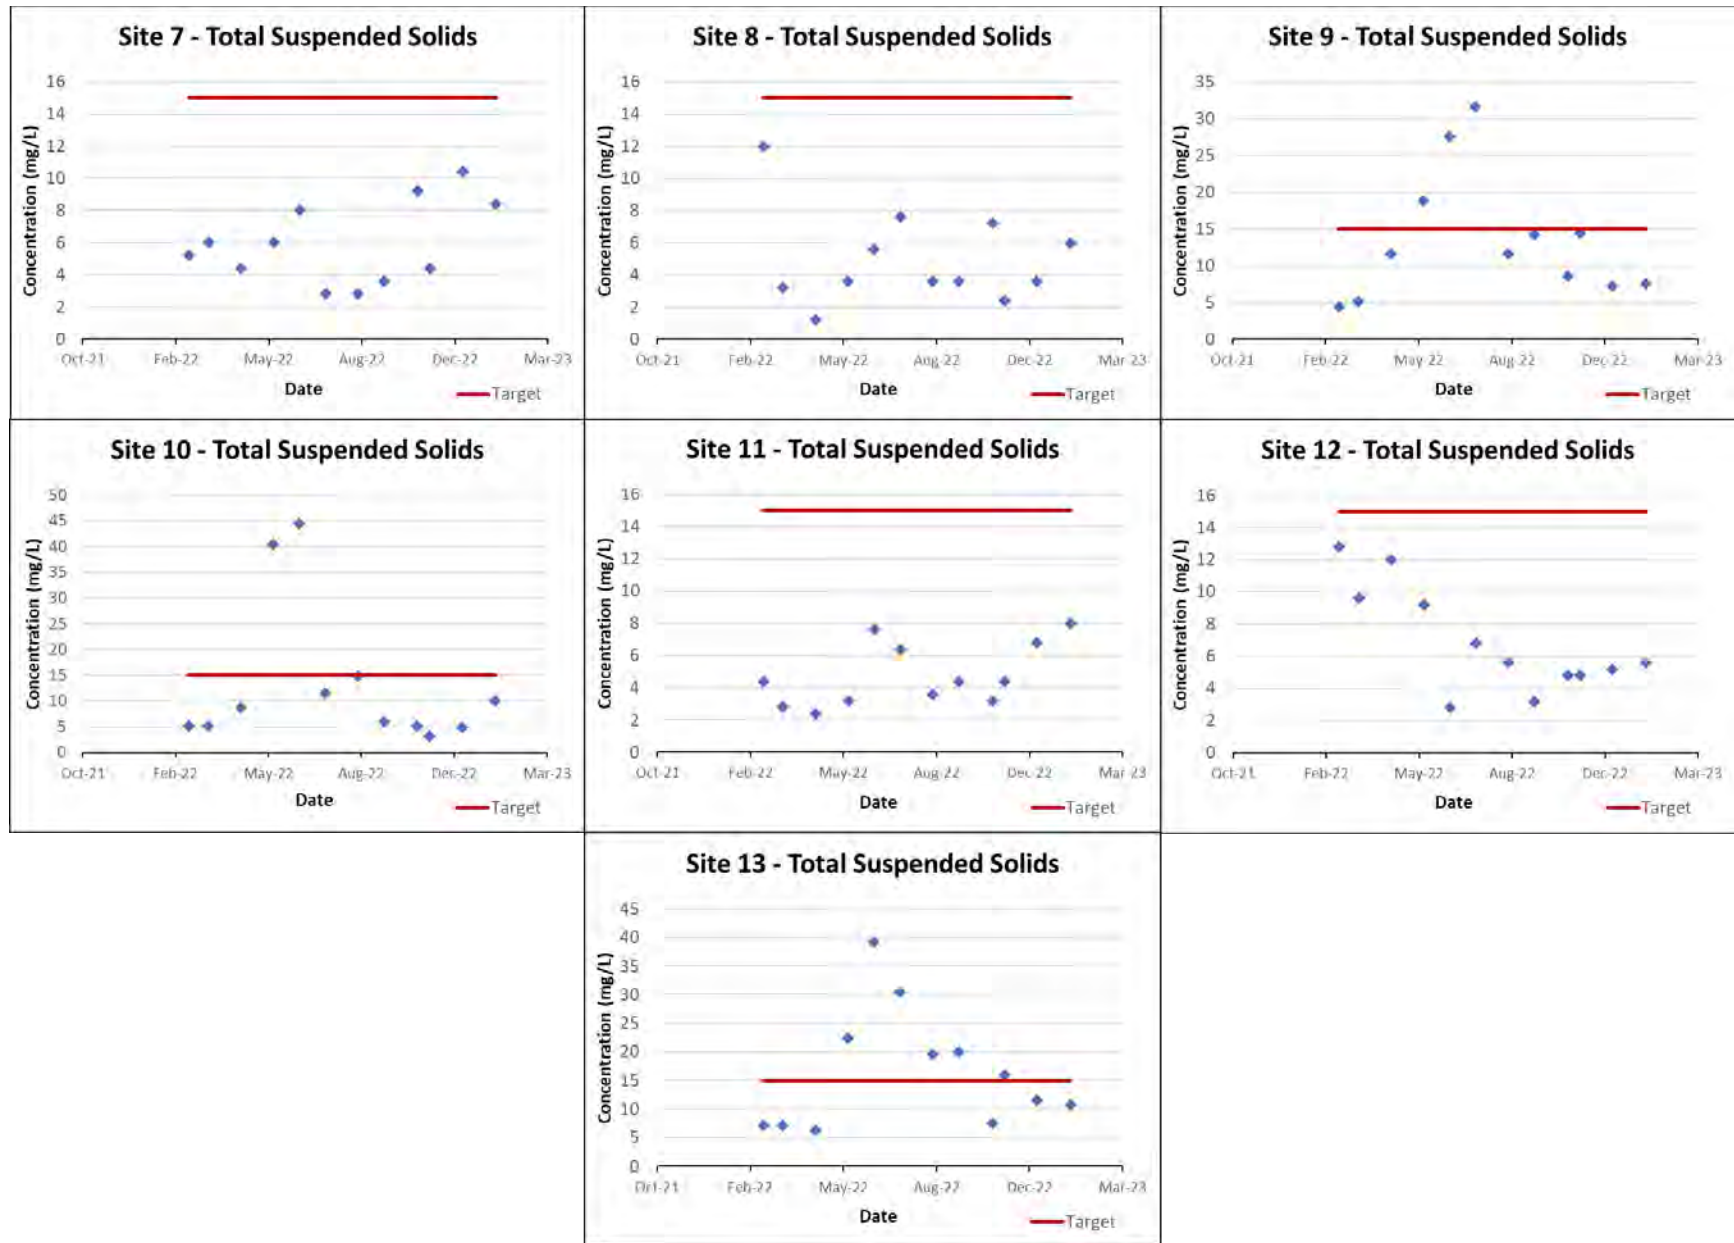 Site 7 - Total Suspended Solids
Concentration (mg/L)
16
14
12
10
8
6
4
2
0
Oct-21 Feb-22 May-22 Aug-22 Dec-22 Mar-23
Date
Target
Site 8 - Total Suspended Solids
Concentration (mg/L)
16
14
12
10
8
6
4
2
0
Oct-21 Feb-22 May-22 Aug-22 Dec-22 Mar-23
Date
Target
Site 9 - Total Suspended Solids
Concentration (mg/L)
35
30
25
20
15
10
5
0
Oct-21 Feb-22 May-22 Aug-22 Dec-22 Mar-23
Date
Target
Site 10 - Total Suspended Solids
Concentration (mg/L)
50
45
40
35
30
25
20
15
10
5
0
Oct-21 Feb-22 May-22 Aug-22 Dec-22 Mar-23
Date
Target
Site 11 - Total Suspended Solids
Concentration (mg/L)
16
14
12
10
8
6
4
2
0
Oct-21 Feb-22 May-22 Aug-22 Dec-22 Mar-23
Date
Target
Site 12 - Total Suspended Solids
Concentration (mg/L)
16
14
12
10
8
6
4
2
0
Oct-21 Feb-22 May-22 Aug-22 Dec-22 Mar-23
Date
Target
Site 13 - Total Suspended Solids
Concentration (mg/L)
45
40
35
30
25
20
15
10
5
0
Oct-21 Feb-22 May-22 Aug-22 Dec-22 Mar-23
Date
Target